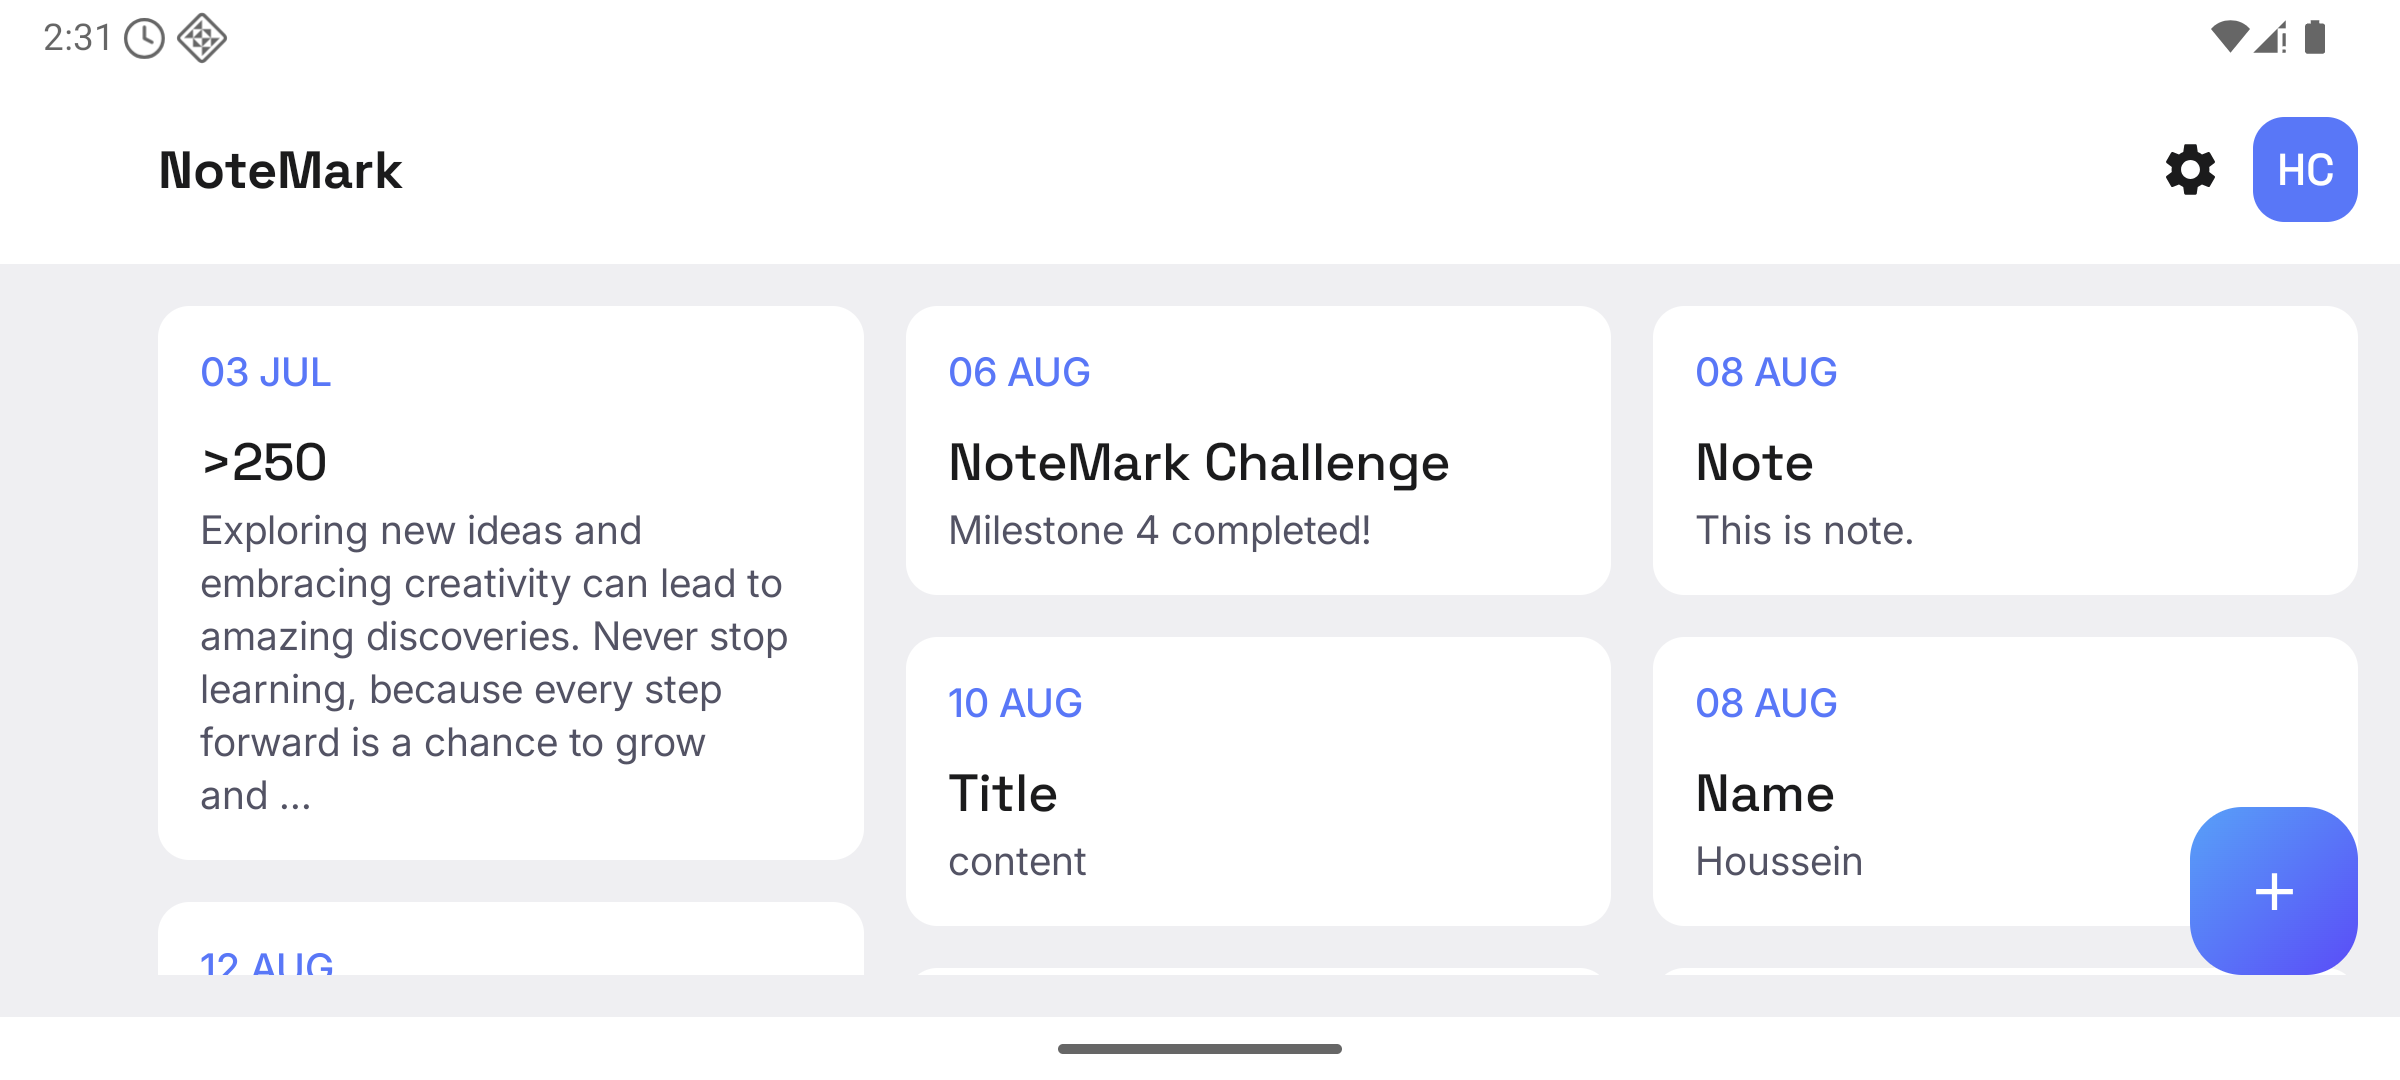 2:31
NoteMark
HC
03 JUL
>250
Exploring new ideas and
embracing creativity can lead to
amazing discoveries. Never stop
learning, because every step
forward is a chance to grow
and ...
12 AUG
06 AUG
NoteMark Challenge
Milestone 4 completed!
10 AUG
Title
content
08 AUG
Note
This is note.
08 AUG
Name
Houssein
+